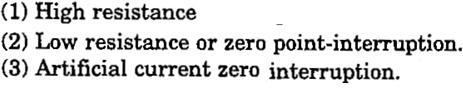 (1) High resistance
(2) Low resistance or zero point-interruption.
(3) Artificial current zero interruption.